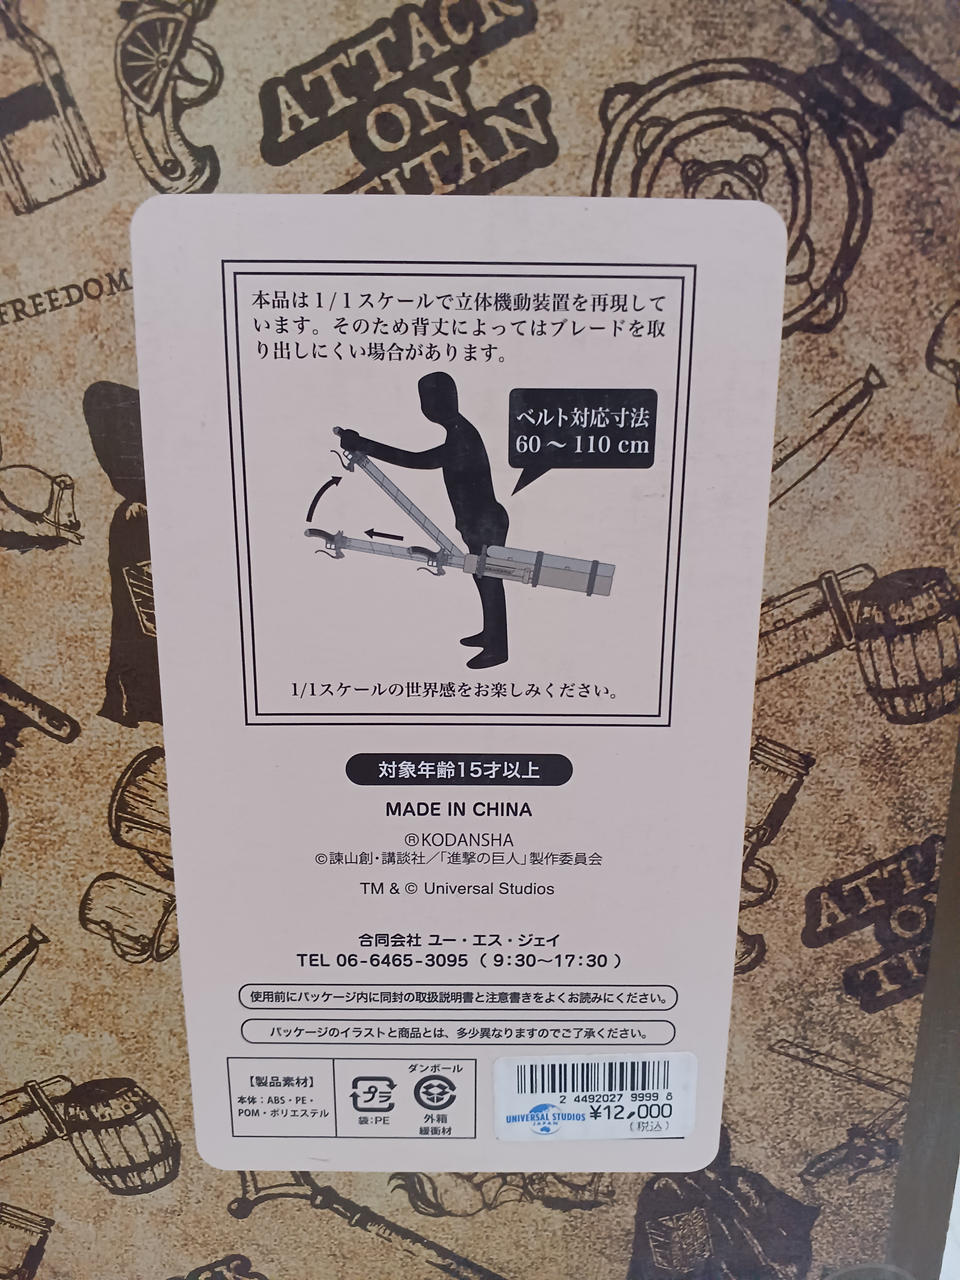 ATTACK
ON
TITAN
FREEDOM
本品は1/1スケールで立体機動装置を再現して
います。そのため背丈によってはブレードを取
り出しにくい場合があります。
ベルト対応寸法
60～110 cm
1/1スケールの世界感をお楽しみください。
対象年齢15才以上
MADE IN CHINA
®KODANSHA
©諫山創・講談社／「進撃の巨人」製作委員会
TM & © Universal Studios
合同会社 ユー・エス・ジェイ
TEL 06-6465-3095（9:30～17:30）
使用前にパッケージ内に同封の取扱説明書と注意書きをよくお読みにください。
パッケージのイラストと商品とは、多少異なりますのでご了承ください。
【製品素材】
本体：ABS・PE・
POM・ポリエステル
プラ
袋:PE
ダンボール
外箱
緩衝材
2 4492027 9999 8
UNIVERSAL STUDIOS
JAPAN
¥12,000
(税込)
ATTACK
ON
TITAN